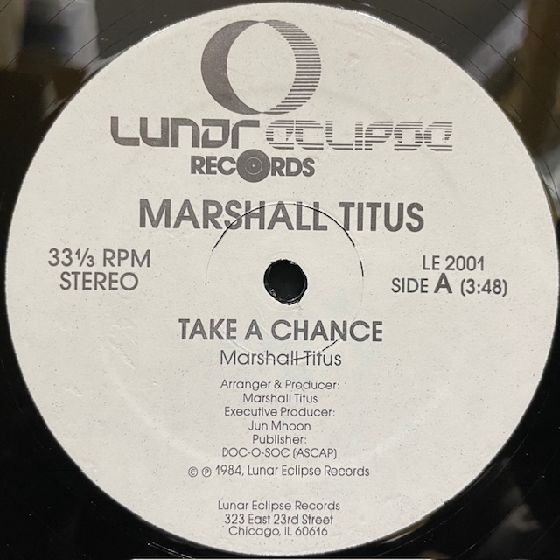 LUNAR ECLIPSE
RECORDS
MARSHALL TITUS
33 1/3 RPM
STEREO
LE 2001
SIDE A (3:48)
TAKE A CHANCE
Marshall Titus
Arranger & Producer:
Marshall Titus
Executive Producer:
Jun Mhoon
Publisher:
DOC-O-SOC (ASCAP)
© ℗ 1984, Lunar Eclipse Records
Lunar Eclipse Records
323 East 23rd Street
Chicago, IL 60616